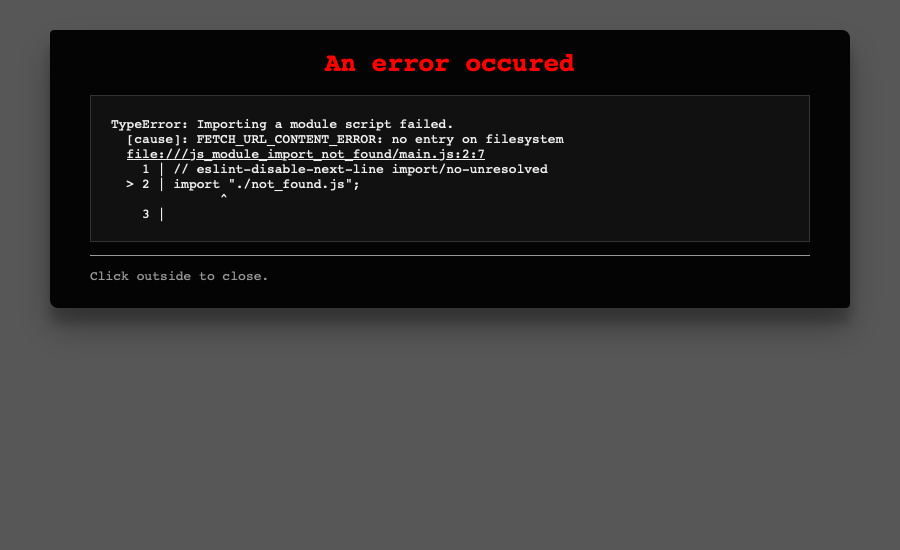 An error occured
TypeError: Importing a module script failed.
  [cause]: FETCH_URL_CONTENT_ERROR: no entry on filesystem
  file:///js_module_import_not_found/main.js:2:7
    1 | // eslint-disable-next-line import/no-unresolved
  > 2 | import "./not_found.js";
              ^
    3 |
Click outside to close.